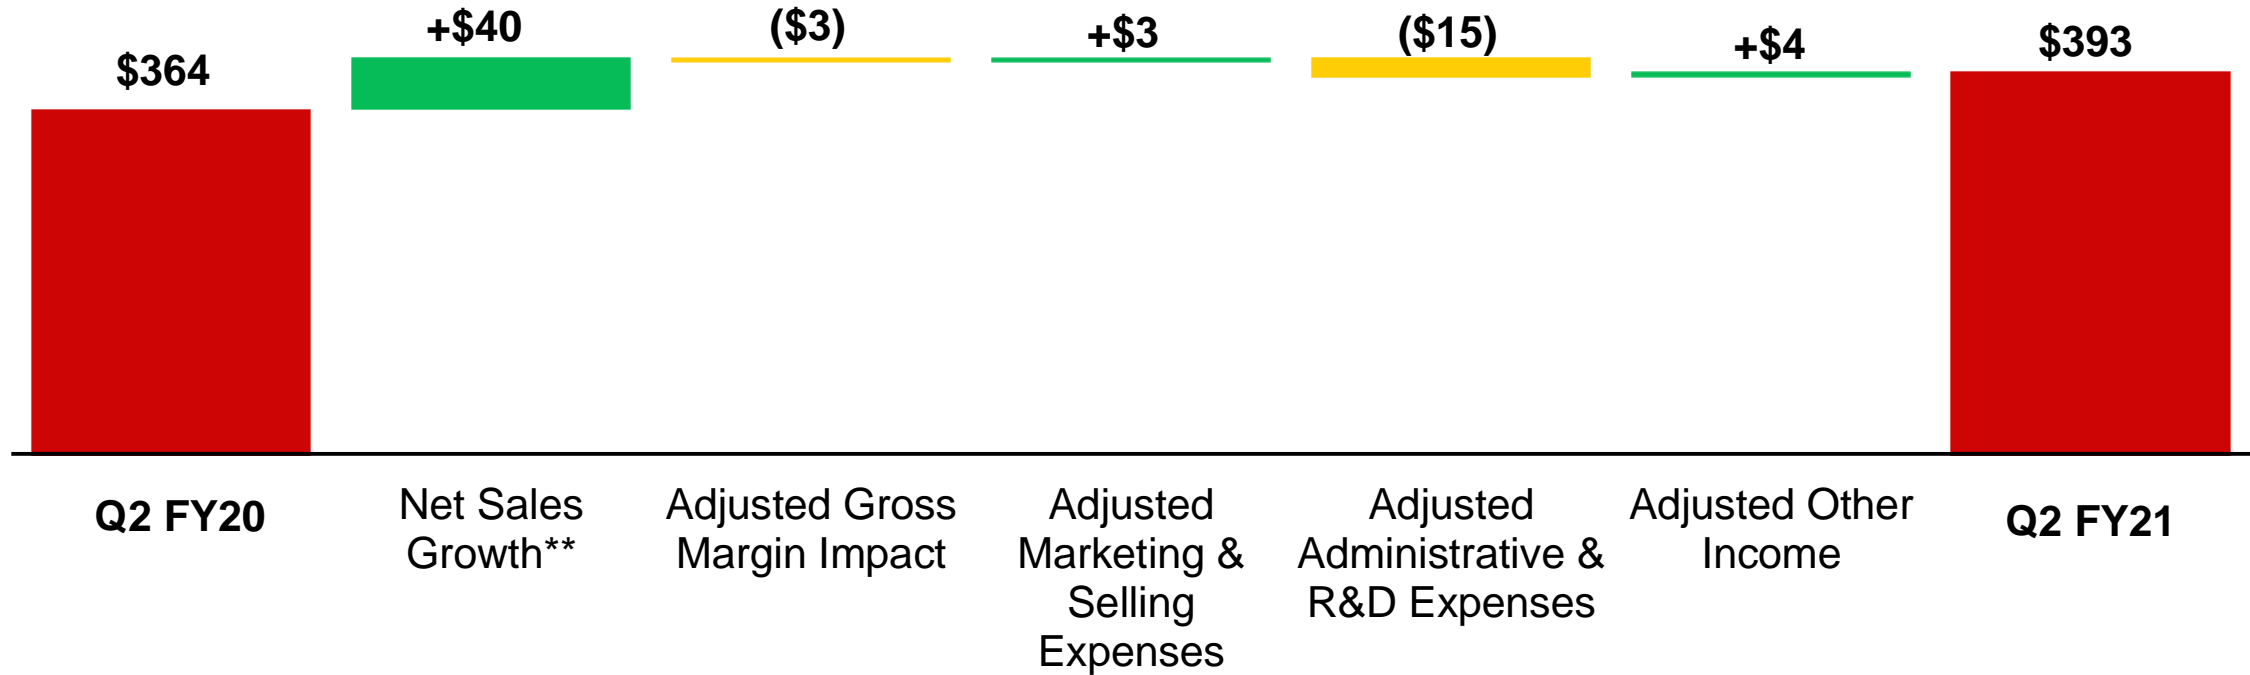 $364
+$40
($3)
+$3
($15)
+$4
$393
Q2 FY20
Net Sales
Growth**
Adjusted Gross
Margin Impact
Adjusted
Marketing &
Selling
Expenses
Adjusted
Administrative &
R&D Expenses
Adjusted Other
Income
Q2 FY21